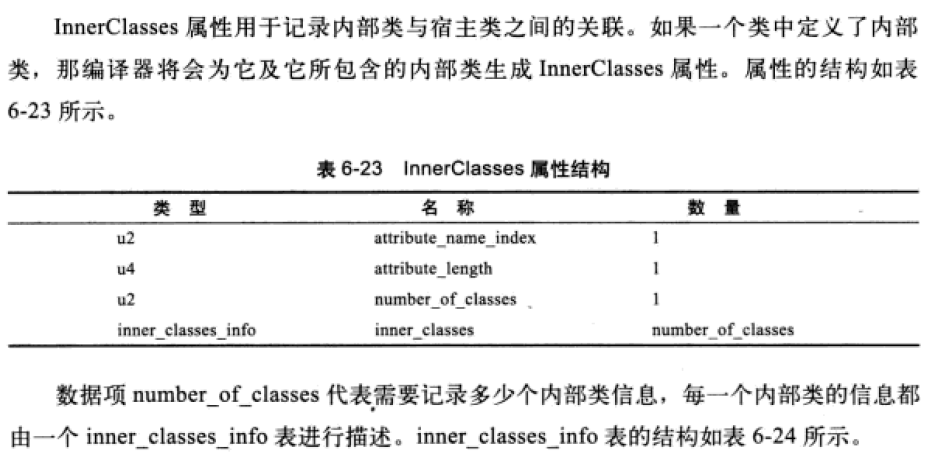 InnerClasses 属性用于记录内部类与宿主类之间的关联。如果一个类中定义了内部
类，那编译器将会为它及它所包含的内部类生成 InnerClasses 属性。属性的结构如表
6-23 所示。
表 6-23 InnerClasses 属性结构
类 型 名 称 数 量
u2 attribute_name_index 1
u4 attribute_length 1
u2 number_of_classes 1
inner_classes_info inner_classes number_of_classes
数据项 number_of_classes 代表需要记录多少个内部类信息，每一个内部类的信息都
由一个 inner_classes_info 表进行描述。inner_classes_info 表的结构如表 6-24 所示。